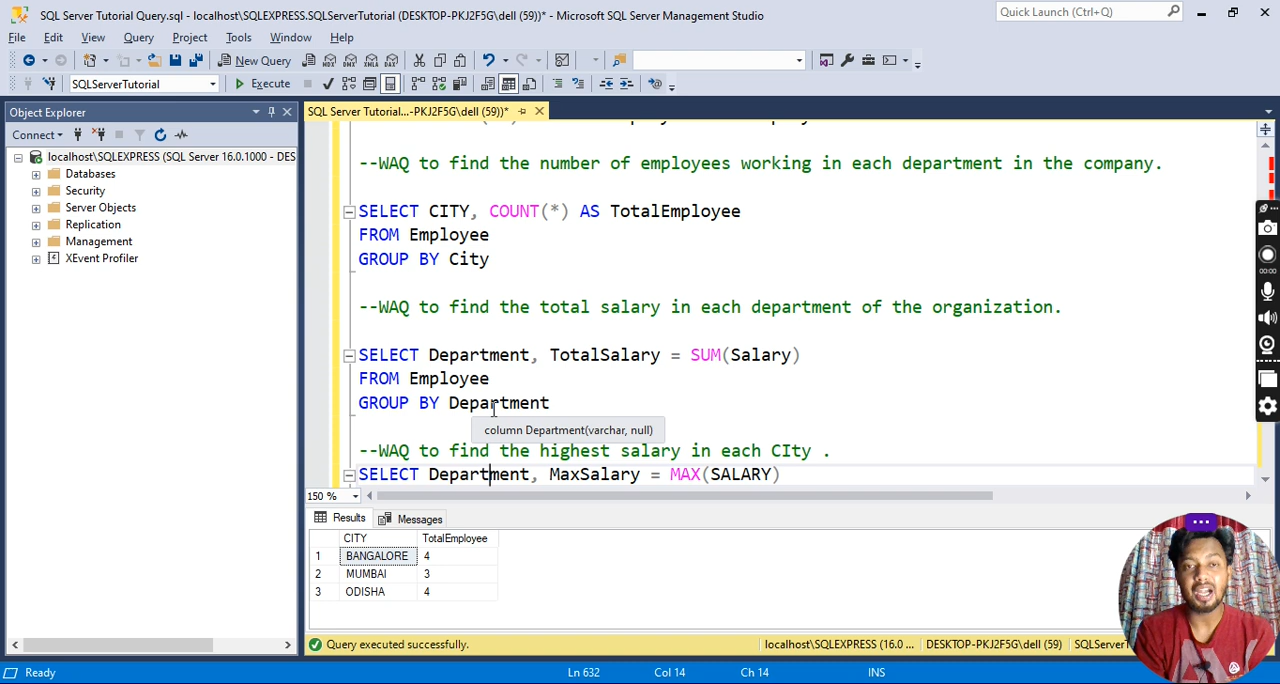 SQL Server Tutorial Query.sql - localhost\SQLEXPRESS.SQLServerTutorial (DESKTOP-PKJ2F5G\dell (59))* - Microsoft SQL Server Management Studio
Quick Launch (Ctrl+Q)
File Edit View Query Project Tools Window Help
New Query
SQLServerTutorial
Execute
Object Explorer
SQL Server Tutorial...-PKJ2F5G\dell (59))*
Connect
localhost\SQLEXPRESS (SQL Server 16.0.1000 - DES
Databases
Security
Server Objects
Replication
Management
XEvent Profiler
--WAQ to find the number of employees working in each department in the company.
SELECT CITY, COUNT(*) AS TotalEmployee
FROM Employee
GROUP BY City
--WAQ to find the total salary in each department of the organization.
SELECT Department, TotalSalary = SUM(Salary)
FROM Employee
GROUP BY Department
column Department(varchar, null)
--WAQ to find the highest salary in each CIty .
SELECT Department, MaxSalary = MAX(SALARY)
150 %
Results Messages
CITY TotalEmployee
1 BANGALORE 4
2 MUMBAI 3
3 ODISHA 4
Query executed successfully.
localhost\SQLEXPRESS (16.0 ... DESKTOP-PKJ2F5G\dell (59) SQLServerT
Ready
Ln 632 Col 14 Ch 14 INS
00:00